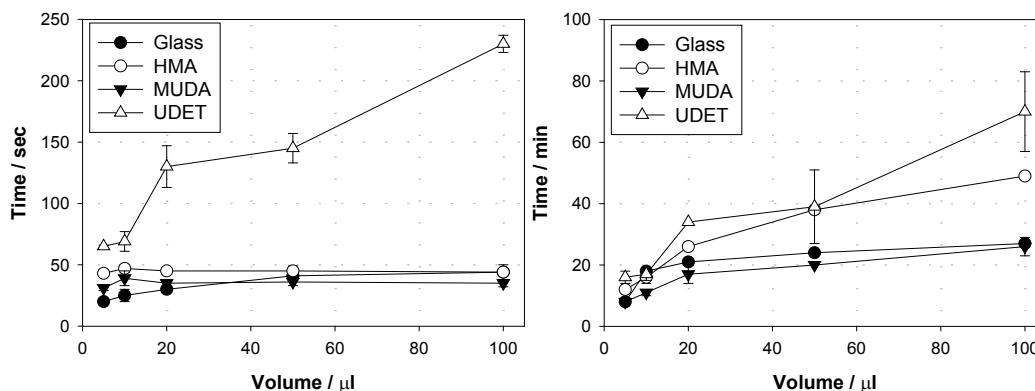 250
200
150
100
50
0
Time / sec
Glass
HMA
MUDA
UDET
0 20 40 60 80 100
Volume / µl
100
80
60
40
20
0
Time / min
Glass
HMA
MUDA
UDET
0 20 40 60 80 100
Volume / µl